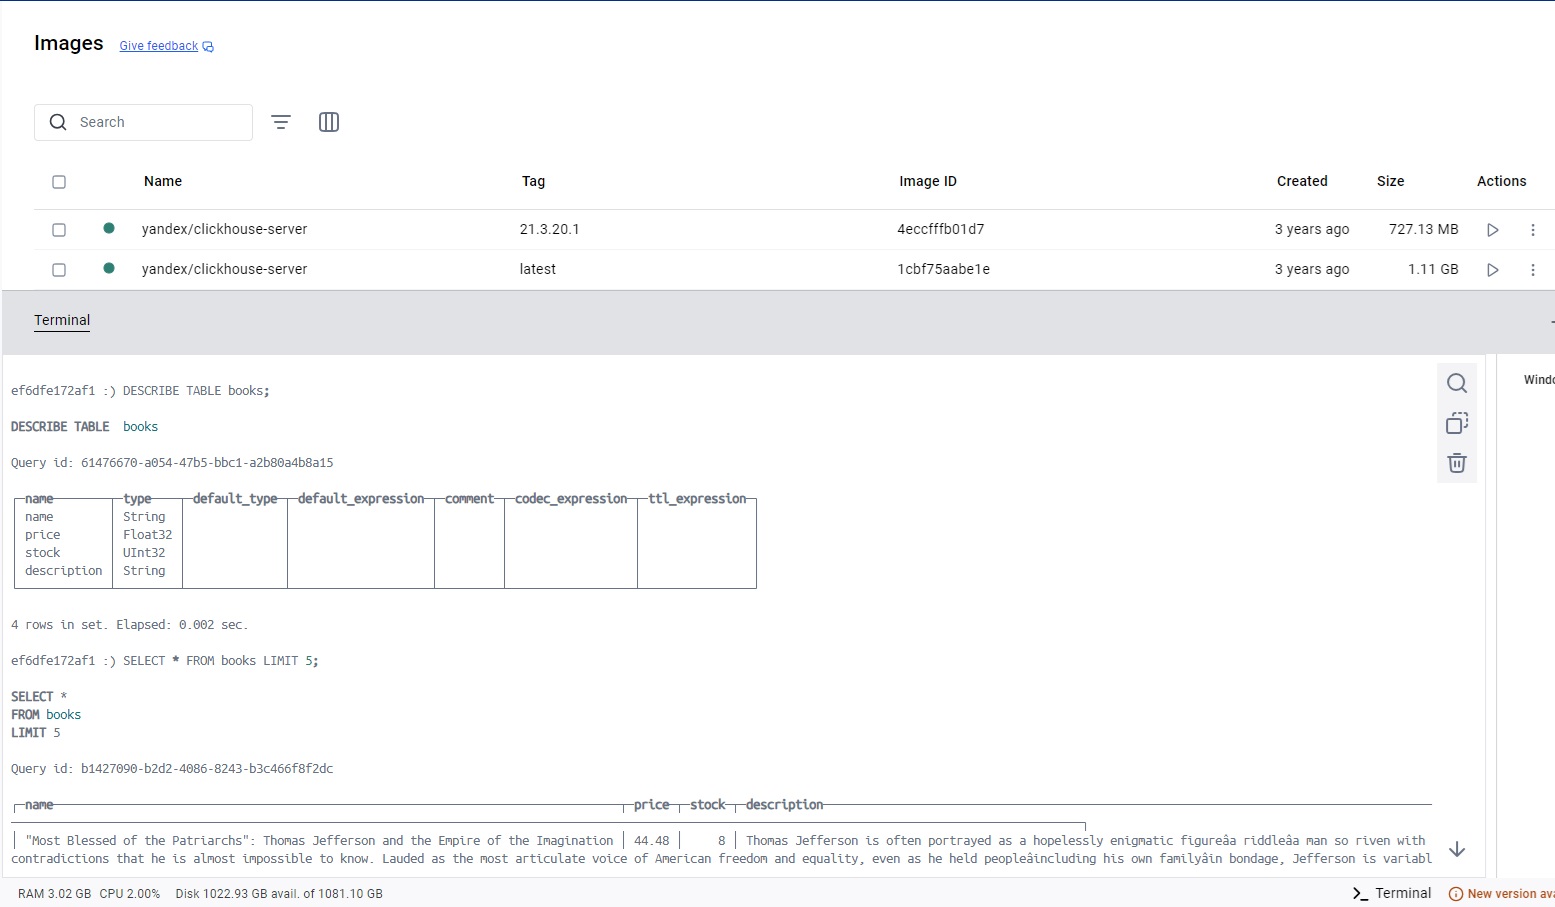 Images Give feedback
Search
Name Tag Image ID Created Size Actions
yandex/clickhouse-server 21.3.20.1 4eccfffb01d7 3 years ago 727.13 MB
yandex/clickhouse-server latest 1cbf75aabe1e 3 years ago 1.11 GB
Terminal
Windo
ef6dfe172af1 :) DESCRIBE TABLE books;
DESCRIBE TABLE books
Query id: 61476670-a054-47b5-bbc1-a2b80a4b8a15
name type default_type default_expression comment codec_expression ttl_expression
name String
price Float32
stock UInt32
description String
4 rows in set. Elapsed: 0.002 sec.
ef6dfe172af1 :) SELECT * FROM books LIMIT 5;
SELECT *
FROM books
LIMIT 5
Query id: b1427090-b2d2-4086-8243-b3c466f8f2dc
name price stock description
"Most Blessed of the Patriarchs": Thomas Jefferson and the Empire of the Imagination 44.48 8 Thomas Jefferson is often portrayed as a hopelessly enigmatic figureâa riddleâa man so riven with
contradictions that he is almost impossible to know. Lauded as the most articulate voice of American freedom and equality, even as he held peopleâincluding his own familyâin bondage, Jefferson is variabl
RAM 3.02 GB CPU 2.00% Disk 1022.93 GB avail. of 1081.10 GB >_ Terminal New version ava